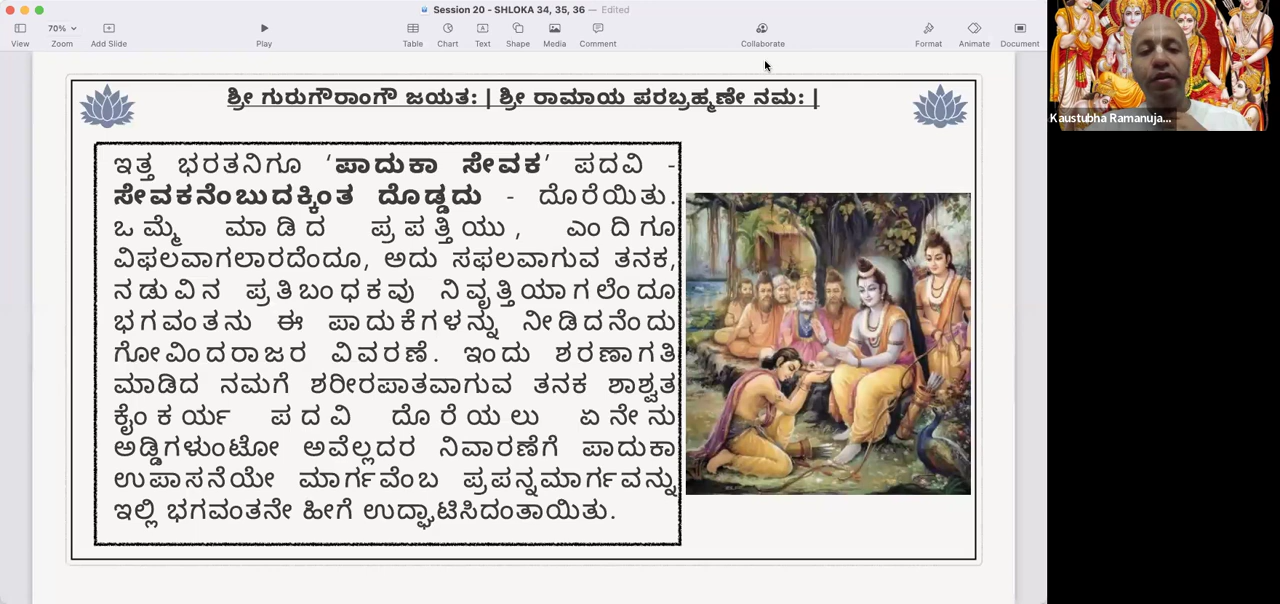 Session 20 - SHLOKA 34, 35, 36 — Edited
View
70%
Zoom
Add Slide
Play
Table
Chart
Text
Shape
Media
Comment
Collaborate
Format
Animate
Document
Kaustubha Ramanuja...
ಶ್ರೀ ಗುರುಗೌರಾಂಗೌ ಜಯತ: | ಶ್ರೀ ರಾಮಾಯ ಪರಬ್ರಹ್ಮಣೇ ನಮ: |
ಇತ್ತ ಭರತನಿಗೂ ‘ಪಾದುಕಾ ಸೇವಕ’ ಪದವಿ -
ಸೇವಕನೆಂಬುದಕ್ಕಿಂತ ದೊಡ್ಡದು - ದೊರೆಯಿತು.
ಒಮ್ಮೆ ಮಾಡಿದ ಪ್ರಪತ್ತಿಯು, ಎಂದಿಗೂ
ವಿಫಲವಾಗಲಾರದೆಂದೂ, ಅದು ಸಫಲವಾಗುವ ತನಕ,
ನಡುವಿನ ಪ್ರತಿಬಂಧಕವು ನಿವೃತ್ತಿಯಾಗಲೆಂದೂ
ಭಗವಂತನು ಈ ಪಾದುಕೆಗಳನ್ನು ನೀಡಿದನೆಂದು
ಗೋವಿಂದರಾಜರ ವಿವರಣೆ. ಇಂದು ಶರಣಾಗತಿ
ಮಾಡಿದ ನಮಗೆ ಶರೀರಪಾತವಾಗುವ ತನಕ ಶಾಶ್ವತ
ಕೈಂಕರ್ಯ ಪದವಿ ದೊರೆಯಲು ಏನೇನು
ಅಡ್ಡಿಗಳುಂಟೋ ಅವೆಲ್ಲದರ ನಿವಾರಣೆಗೆ ಪಾದುಕಾ
ಉಪಾಸನೆಯೇ ಮಾರ್ಗವೆಂಬ ಪ್ರಪನ್ನಮಾರ್ಗವನ್ನು
ಇಲ್ಲಿ ಭಗವಂತನೇ ಹೀಗೆ ಉದ್ಘಾಟಿಸಿದಂತಾಯಿತು.